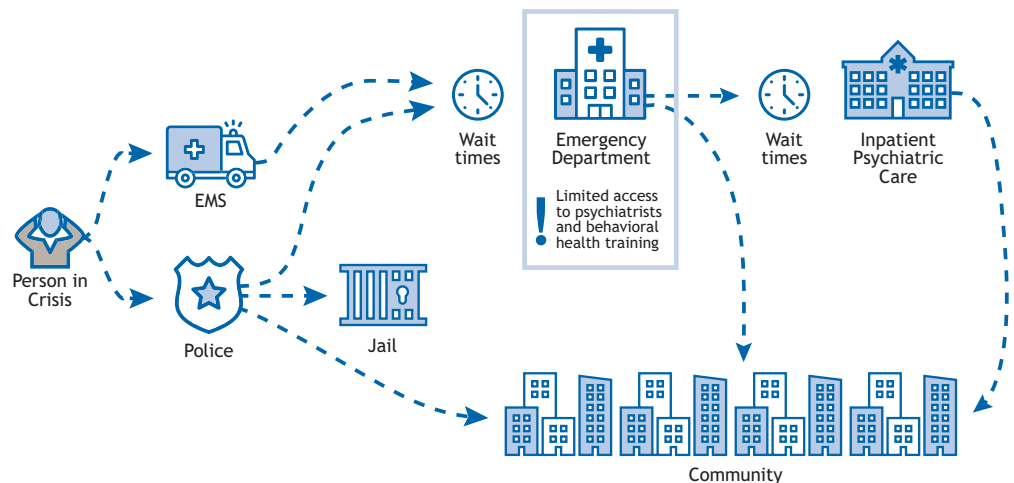 Person in
Crisis
EMS
Police
Jail
Wait
times
Emergency
Department
! Limited access
to psychiatrists
and behavioral
health training
Wait
times
Inpatient
Psychiatric
Care
Community